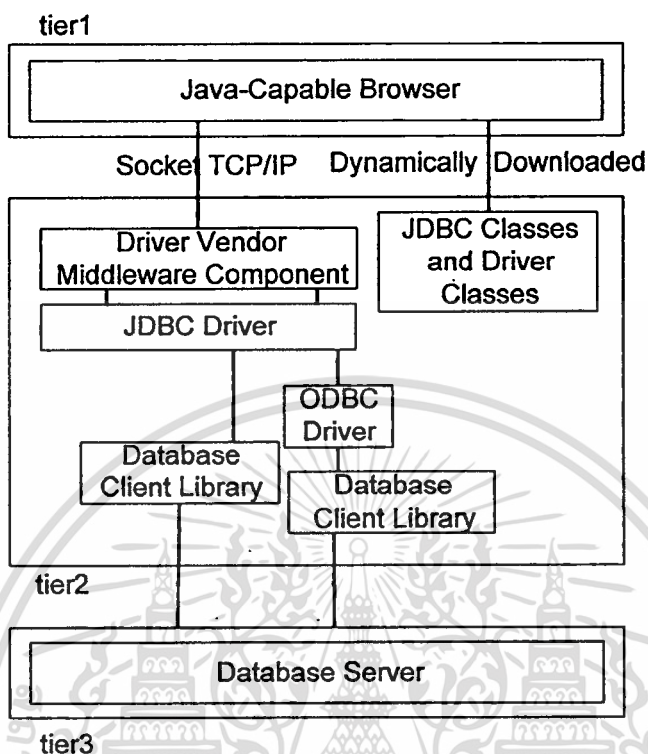 tier1
Java-Capable Browser
Socket TCP/IP
Dynamically Downloaded
Driver Vendor
Middleware Component
JDBC Classes
and Driver
Classes
JDBC Driver
ODBC
Driver
Database
Client Library
Database
Client Library
tier2
Database Server
tier3